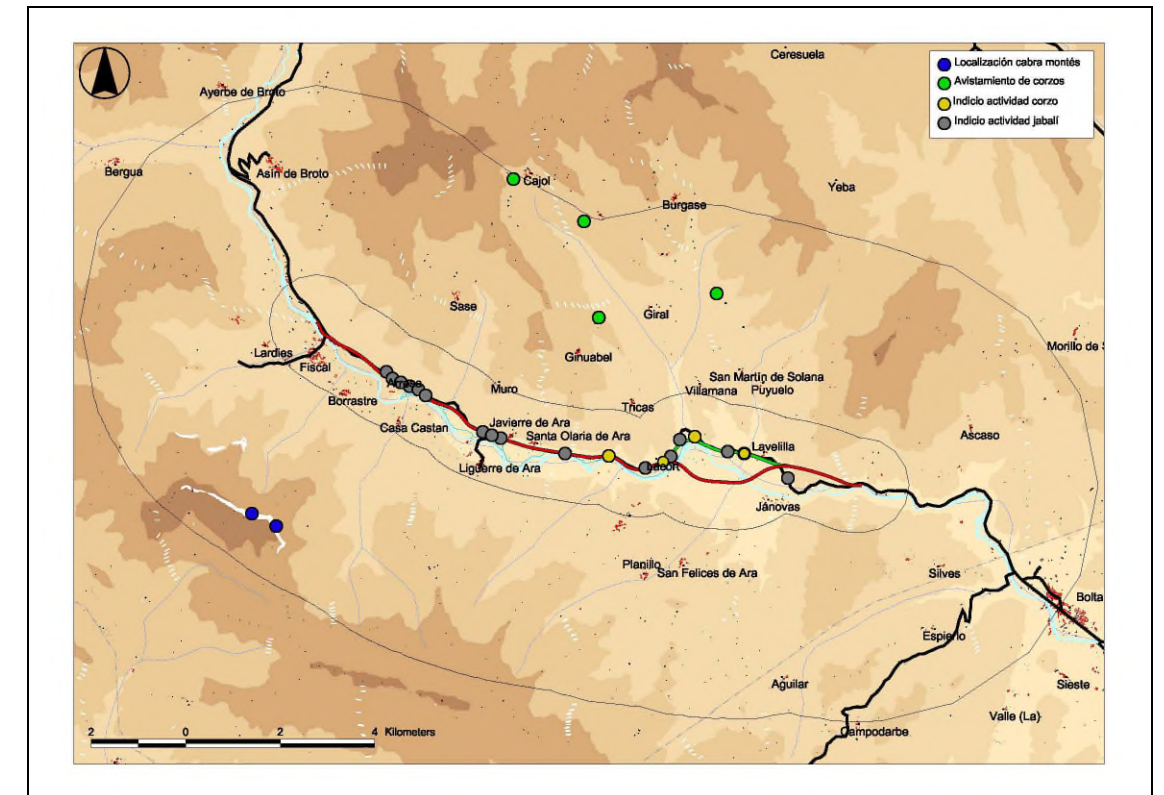 Ceresuela
Localización cabra montés
Avistamiento de corzos
Indicio actividad corzo
Indicio actividad jabalí
Ayerbe de Broto
Bergua
Asín de Broto
Cajol
Yeba
Burgase
Sase
Giral
Lardies
Fiscal
Ginuabel
Morillo de S
San Martín de Solana
Muro
Villamana
Puyuelo
Borrastre
Tricas
Casa Castan
Javierre de Ara
Santa Olaria de Ara
Lavelilla
Ascaso
Ligüerre de Ara
Lacort
Jánovas
Planillo
San Felices de Ara
Silves
Bolta
Espierlo
Aguilar
Sieste
Valle (La)
Campodarbe
2 0 2 4 Kilometers